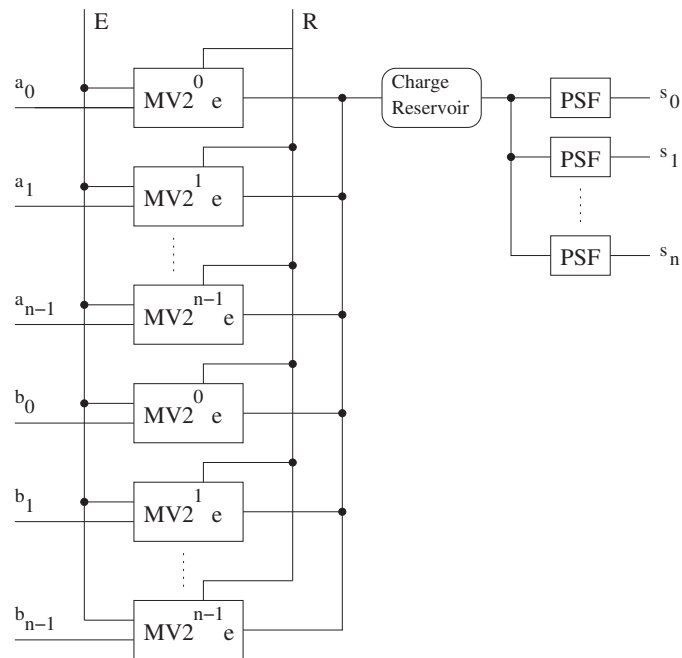 E R
a0 MV2^0 e Charge Reservoir PSF s0
a1 MV2^1 e PSF s1
an−1 MV2^n−1 e PSF sn
b0 MV2^0 e
b1 MV2^1 e
bn−1 MV2^n−1 e